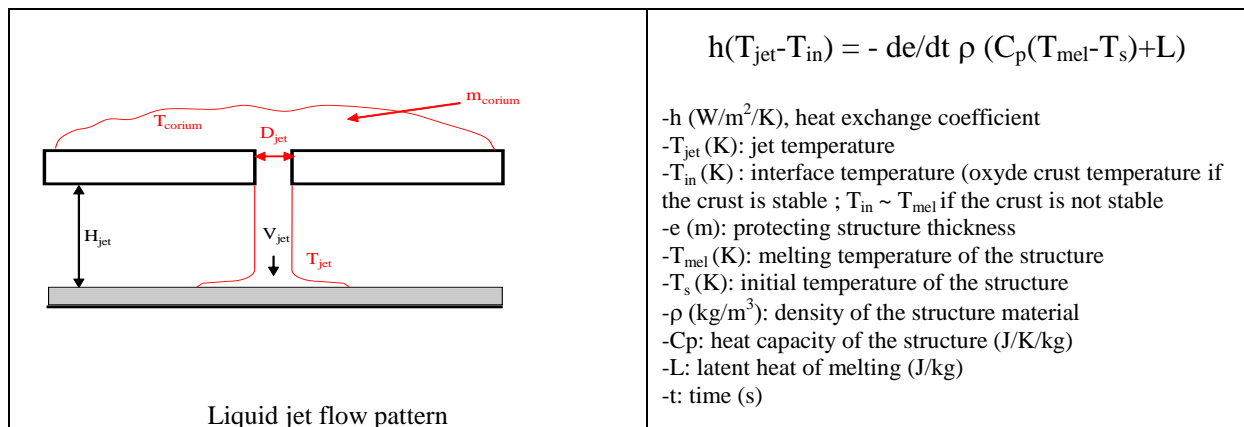 m_corium
T_corium
D_jet
H_jet
V_jet
T_jet
Liquid jet flow pattern
h(T_jet-T_in) = - de/dt ρ (C_p(T_mel-T_s)+L)
-h (W/m²/K), heat exchange coefficient
-T_jet (K): jet temperature
-T_in (K) : interface temperature (oxyde crust temperature if
the crust is stable ; T_in ~ T_mel if the crust is not stable
-e (m): protecting structure thickness
-T_mel (K): melting temperature of the structure
-T_s (K): initial temperature of the structure
-ρ (kg/m³): density of the structure material
-Cp: heat capacity of the structure (J/K/kg)
-L: latent heat of melting (J/kg)
-t: time (s)